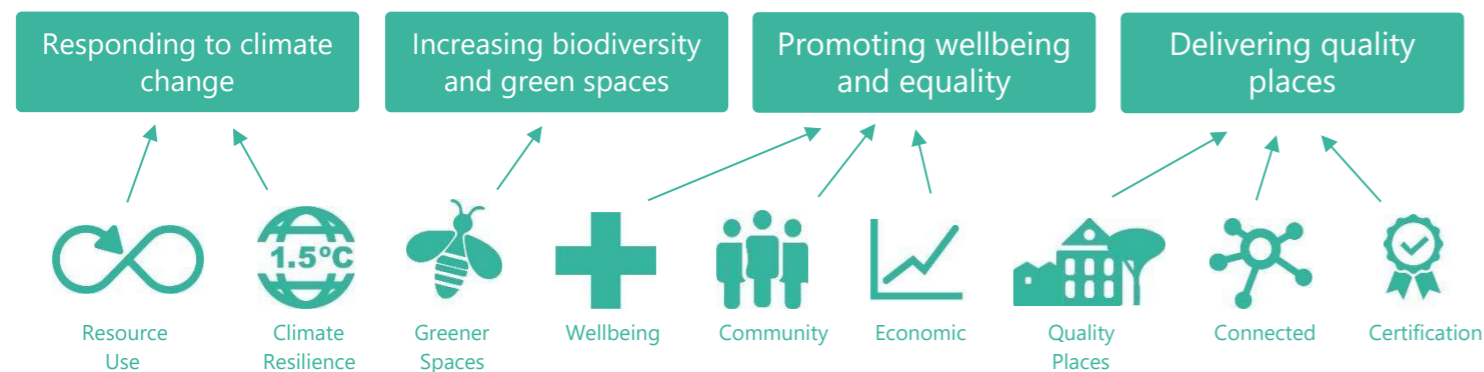 Responding to climate
change
Increasing biodiversity
and green spaces
Promoting wellbeing
and equality
Delivering quality
places
1.5ºC
Resource
Use
Climate
Resilience
Greener
Spaces
Wellbeing
Community
Economic
Quality
Places
Connected
Certification